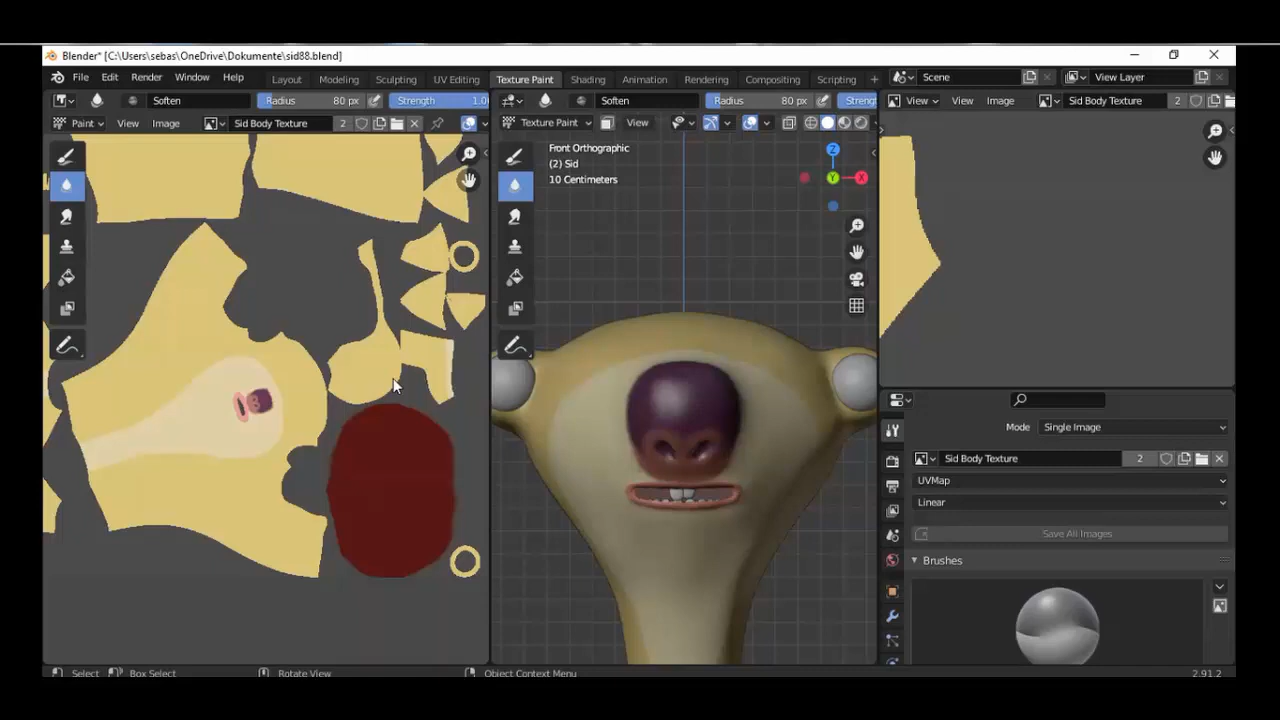 Blender* [C:\Users\sebas\OneDrive\Dokumente\sid88.blend]
File Edit Render Window Help Layout Modeling Sculpting UV Editing Texture Paint Shading Animation Rendering Compositing Scripting + Scene View Layer
Soften Radius 80 px Strength 1.0 Soften Radius 80 px Strengt View View Image Sid Body Texture 2
Paint View Image Sid Body Texture 2 Texture Paint View
Front Orthographic
(2) Sid
10 Centimeters
Z
Y
X
Mode Single Image
Sid Body Texture 2
UVMap
Linear
Save All Images
Brushes
Select Box Select Rotate View Object Context Menu 2.91.2